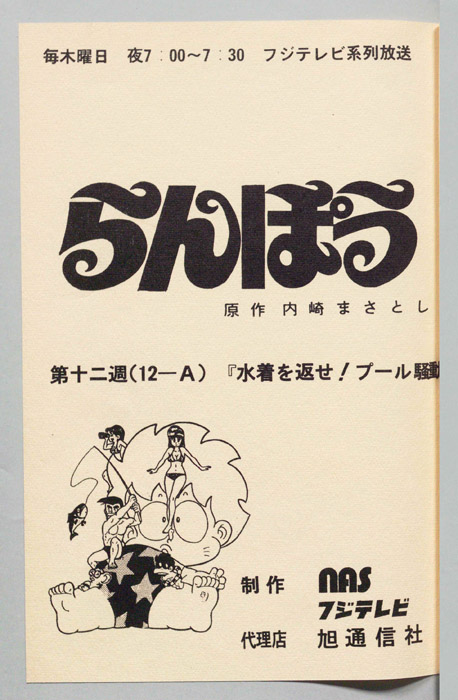 毎木曜日　夜7：00〜7：30　フジテレビ系列放送
らんぽう
原作 内崎まさとし
第十二週(12―A)　『水着を返せ！プール騒動
制作　nas
フジテレビ
代理店　旭通信社